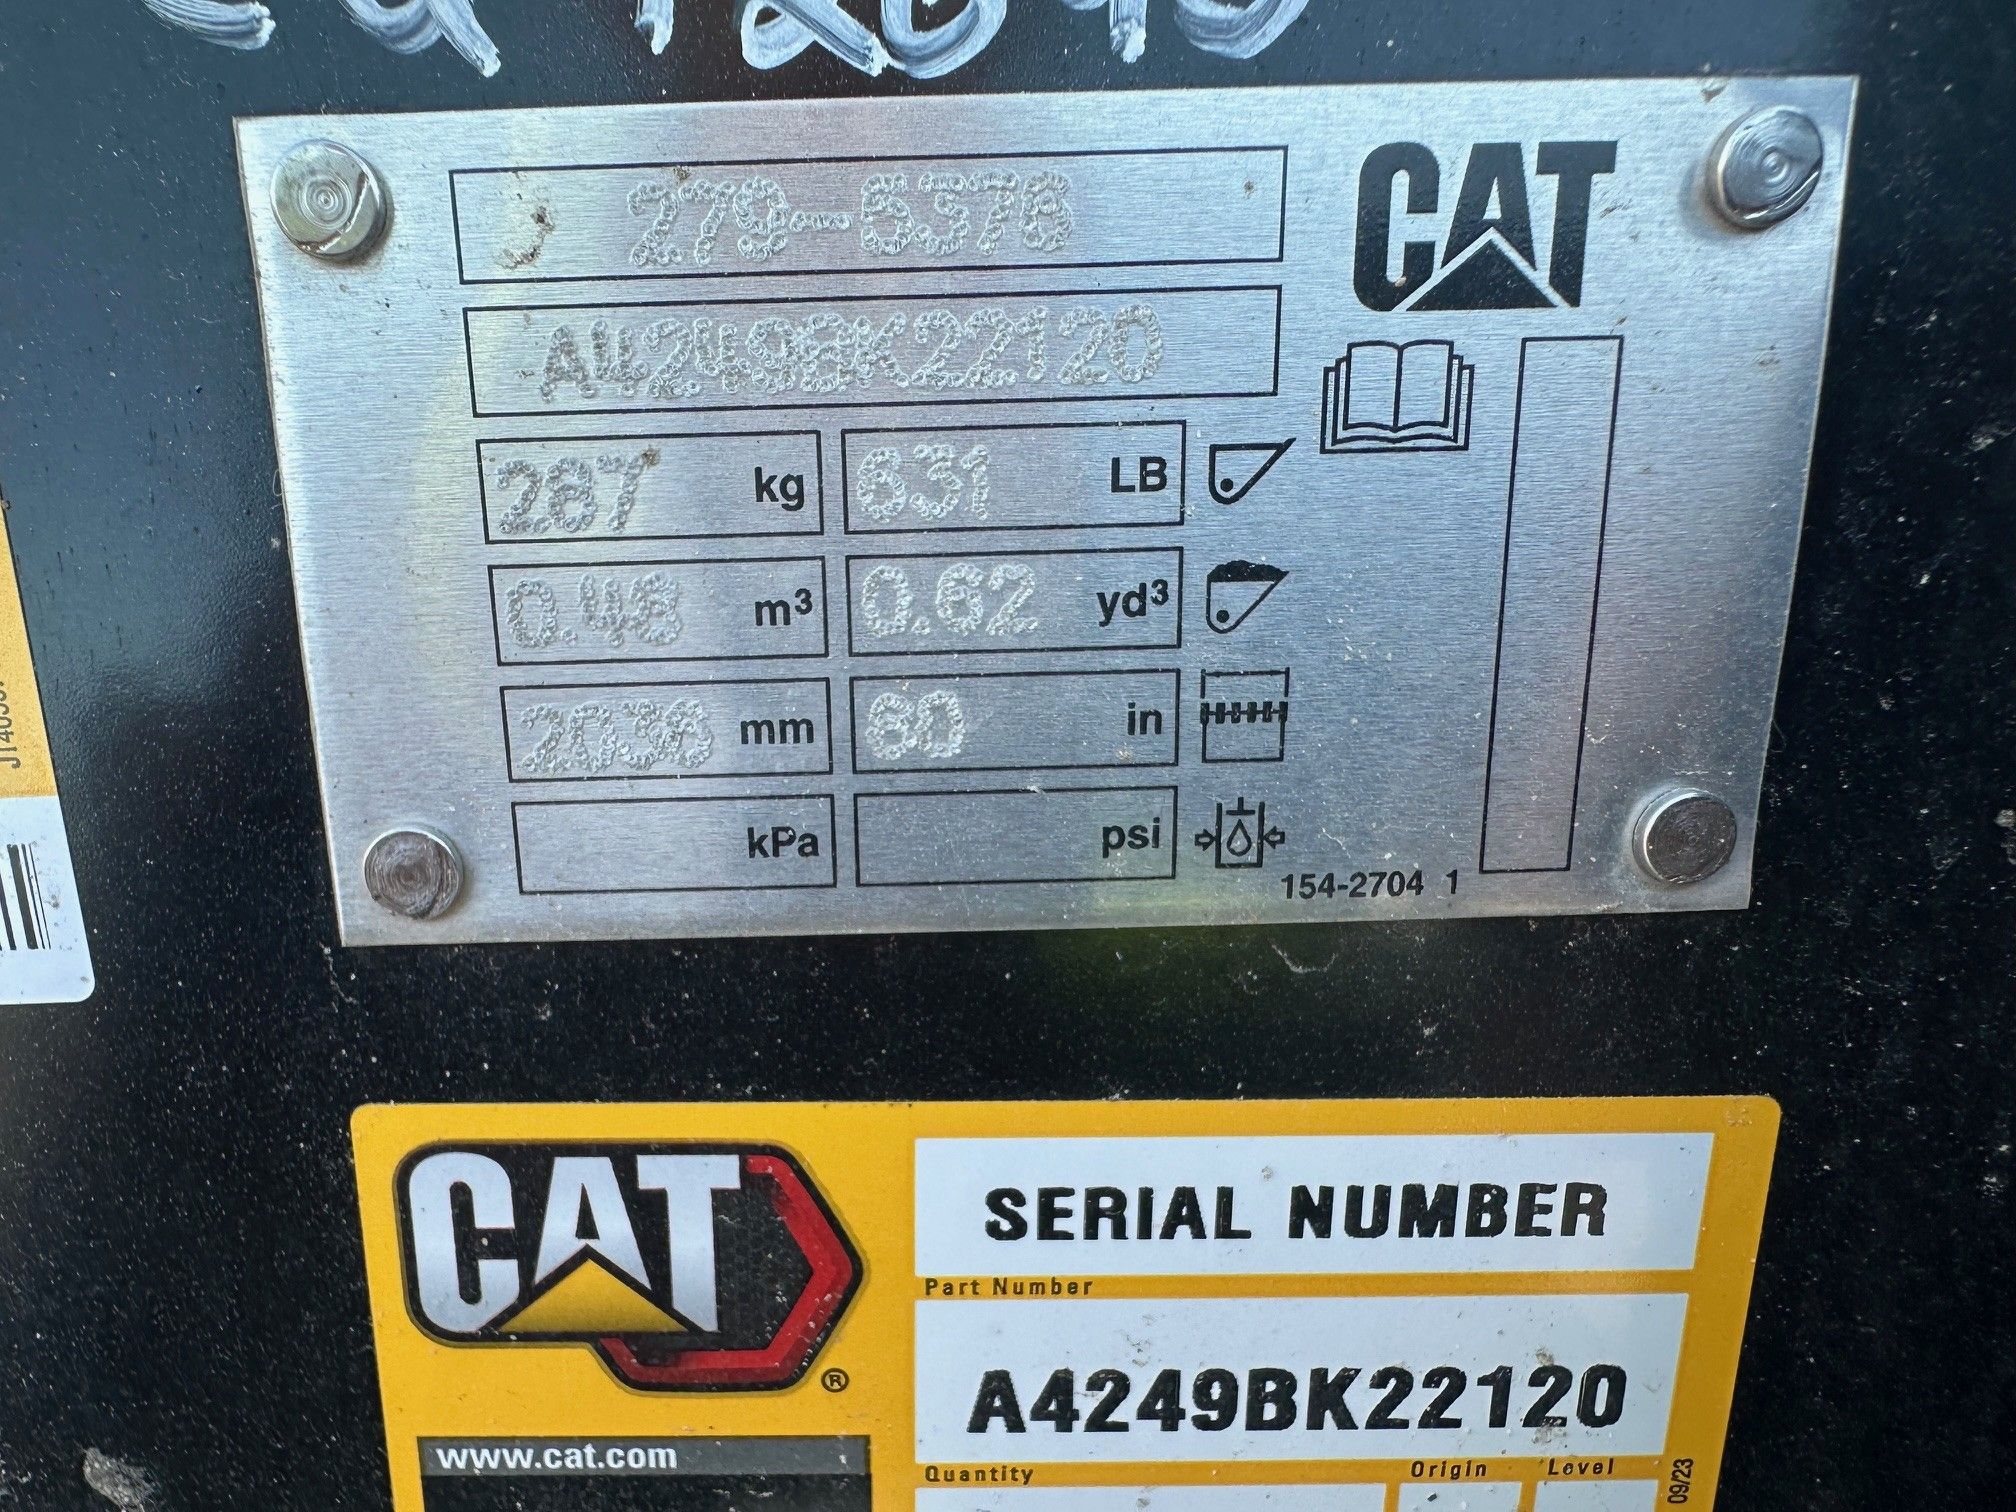 279-5376
CAT
A4249BK22120
287 kg 631 LB
0.48 m³ 0.62 yd³
2036 mm 80 in
kPa psi
154-2704 1
CAT
SERIAL NUMBER
Part Number
A4249BK22120
®
www.cat.com
Quantity Origin Level
09/23